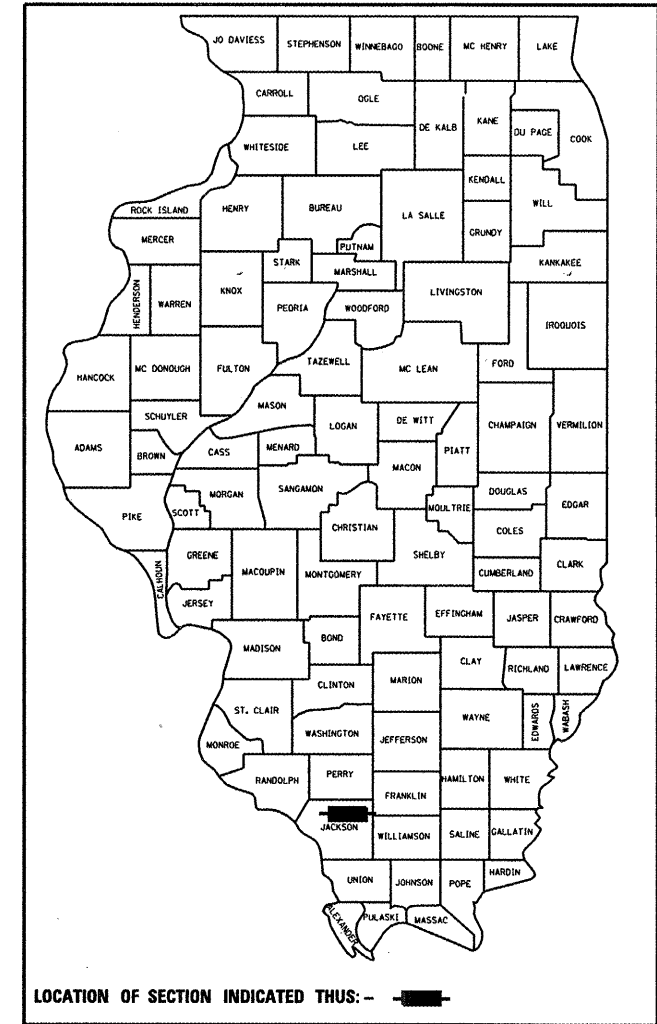 JO DAVIESS STEPHENSON WINNEBAGO BOONE MC HENRY LAKE
CARROLL OGLE DE KALB KANE DU PAGE COOK
WHITESIDE LEE KENDALL WILL
ROCK ISLAND HENRY BUREAU LA SALLE GRUNDY
MERCER PUTNAM KANKAKEE
STARK MARSHALL
HENDERSON WARREN KNOX PEORIA WOODFORD LIVINGSTON IROQUOIS
HANCOCK MC DONOUGH FULTON TAZEWELL MC LEAN FORD
SCHUYLER MASON LOGAN DE WITT CHAMPAIGN VERMILION
ADAMS BROWN CASS MENARD MACON PIATT
PIKE SCOTT MORGAN SANGAMON CHRISTIAN MOULTRIE DOUGLAS EDGAR
COLES
CALHOUN GREENE MACOUPIN MONTGOMERY SHELBY CUMBERLAND CLARK
JERSEY FAYETTE EFFINGHAM JASPER CRAWFORD
MADISON BOND CLAY RICHLAND LAWRENCE
CLINTON MARION
ST. CLAIR WAYNE EDWARDS WABASH
MONROE WASHINGTON JEFFERSON
RANDOLPH PERRY HAMILTON WHITE
FRANKLIN
JACKSON WILLIAMSON SALINE GALLATIN
UNION JOHNSON POPE HARDIN
ALEXANDER PULASKI MASSAC
LOCATION OF SECTION INDICATED THUS: –